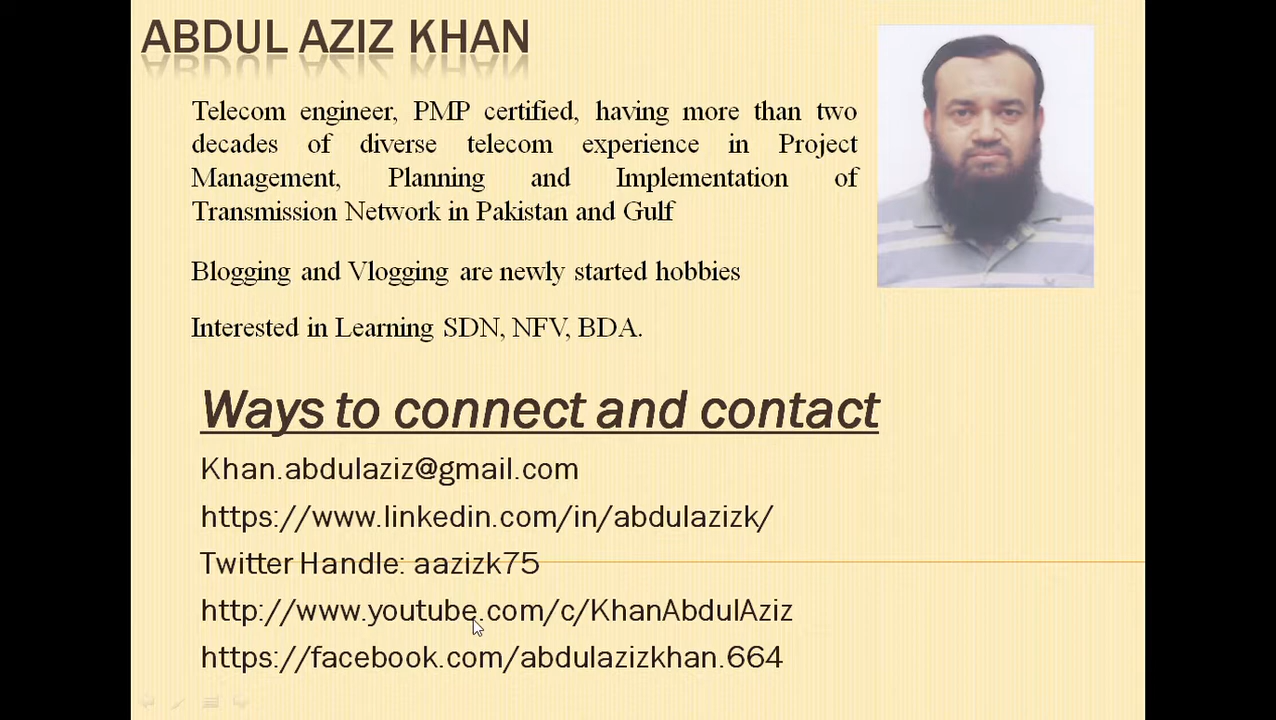 ABDUL AZIZ KHAN
Telecom engineer, PMP certified, having more than two
decades of diverse telecom experience in Project
Management, Planning and Implementation of
Transmission Network in Pakistan and Gulf
Blogging and Vlogging are newly started hobbies
Interested in Learning SDN, NFV, BDA.
Ways to connect and contact
Khan.abdulaziz@gmail.com
https://www.linkedin.com/in/abdulazizk/
Twitter Handle: aazizk75
http://www.youtube.com/c/KhanAbdulAziz
https://facebook.com/abdulazizkhan.664